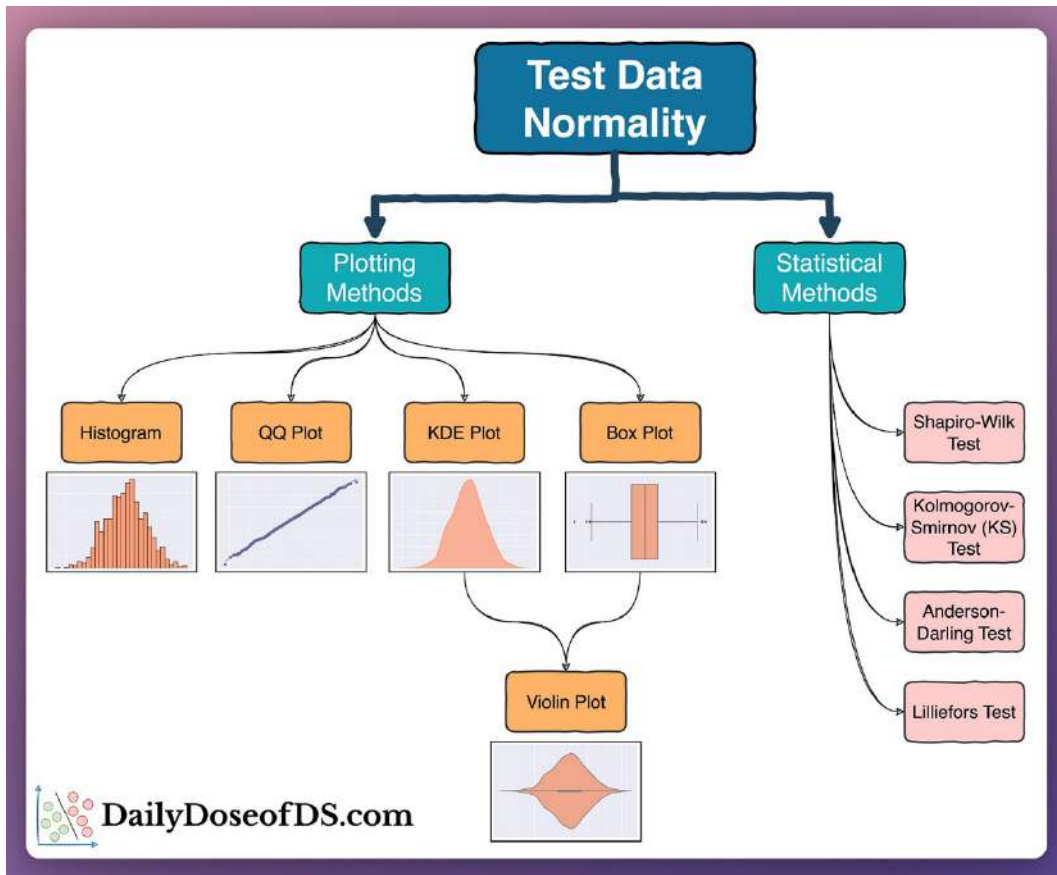 Test Data
Normality
Plotting
Methods
Statistical
Methods
Histogram
QQ Plot
KDE Plot
Box Plot
Shapiro-Wilk
Test
Kolmogorov-
Smirnov (KS)
Test
Anderson-
Darling Test
Violin Plot
Lilliefors Test
DailyDoseofDS.com